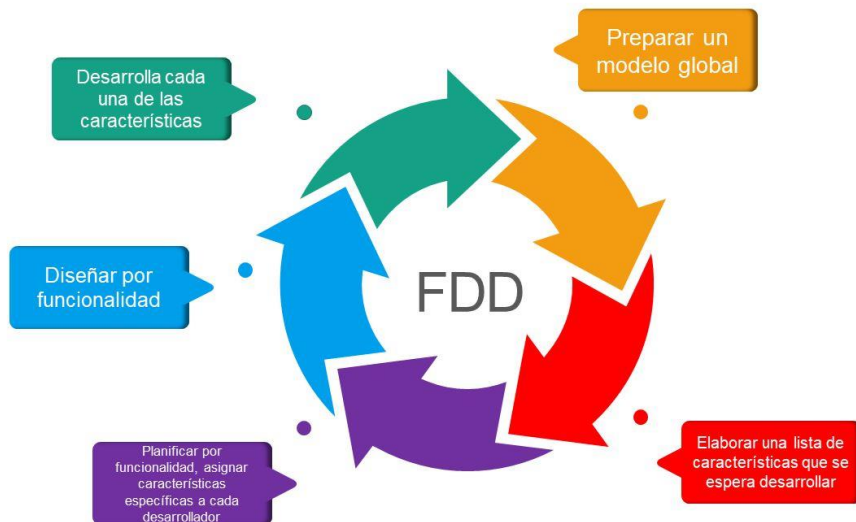 Preparar un
modelo global
Desarrolla cada
una de las
características
Diseñar por
funcionalidad
FDD
Planificar por
funcionalidad, asignar
características
específicas a cada
desarrollador
Elaborar una lista de
características que se
espera desarrollar